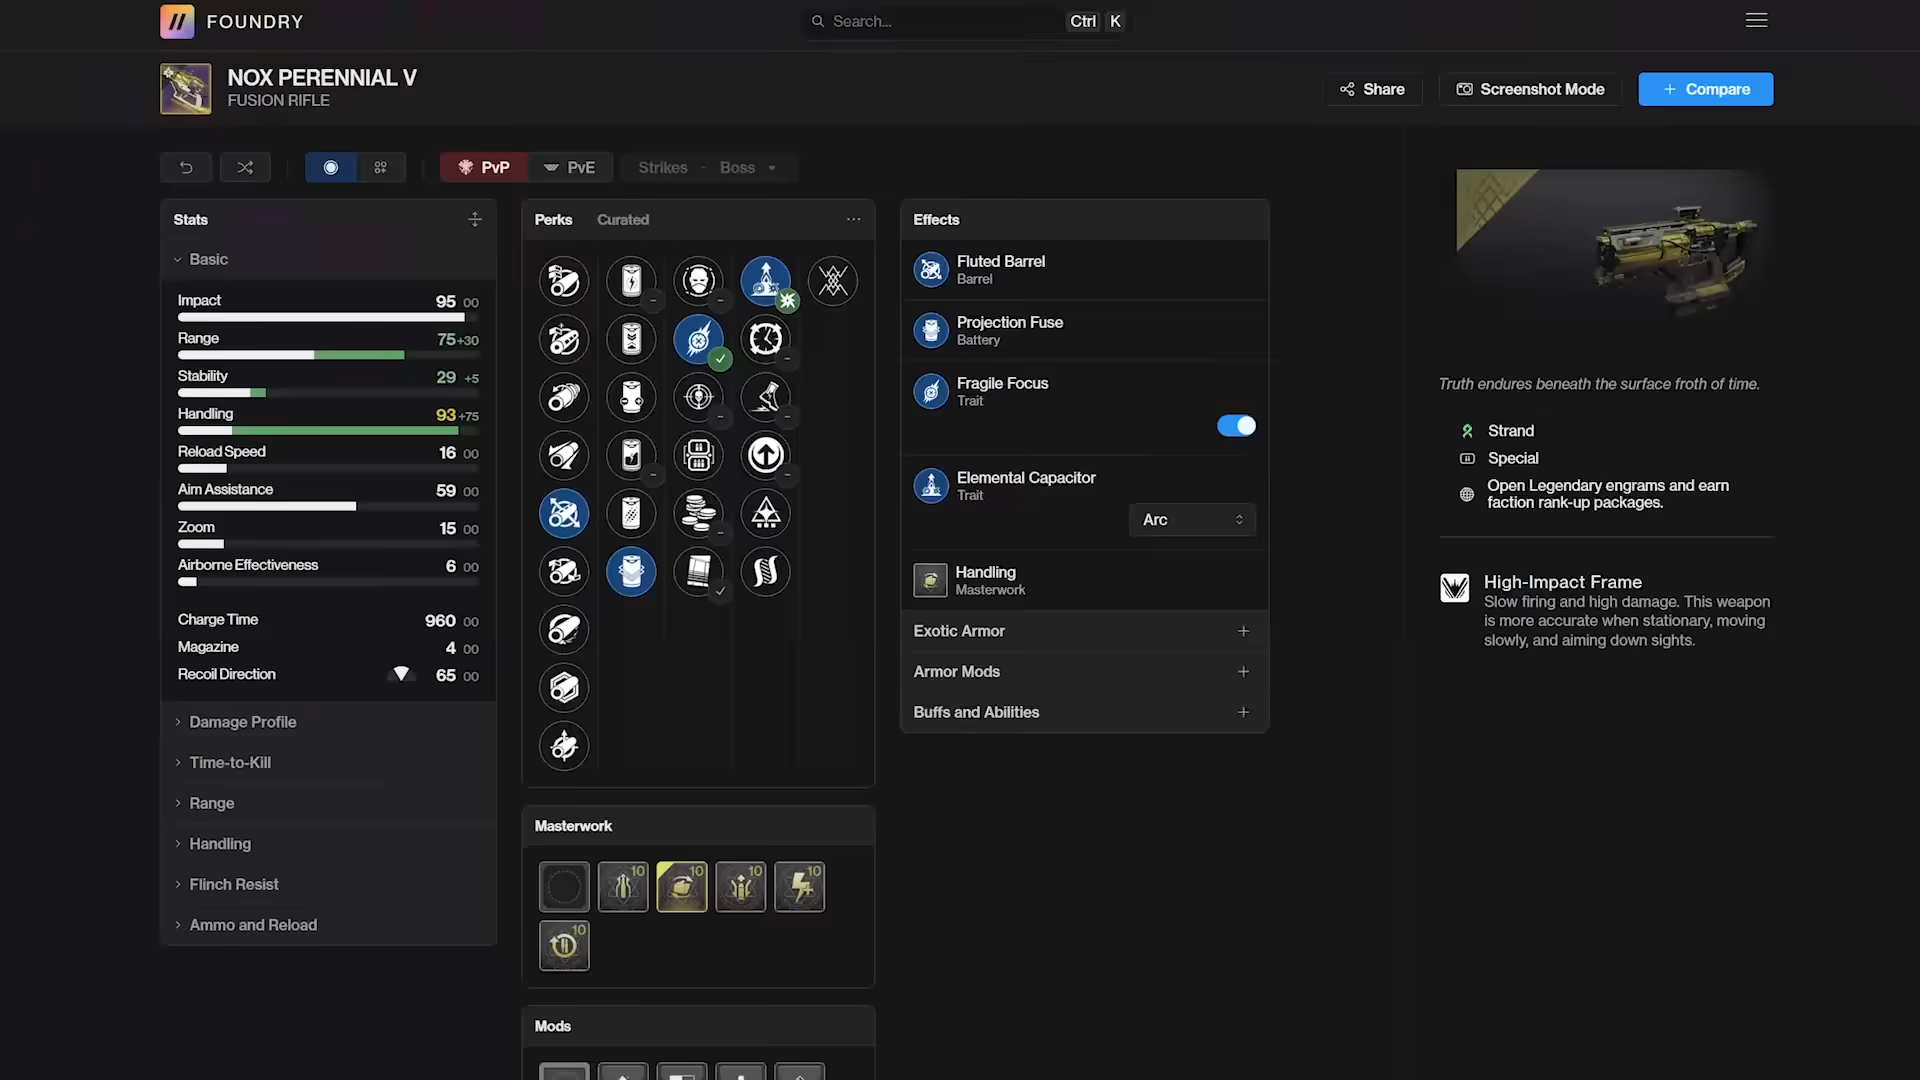 FOUNDRY
Search...
Ctrl K
NOX PERENNIAL V
FUSION RIFLE
Share
Screenshot Mode
+ Compare
PvP
PvE
Strikes - Boss
Stats
Basic
Impact 95 00
Range 75 +30
Stability 29 +5
Handling 93 +75
Reload Speed 16 00
Aim Assistance 59 00
Zoom 15 00
Airborne Effectiveness 6 00
Charge Time 960 00
Magazine 4 00
Recoil Direction 65 00
Damage Profile
Time-to-Kill
Range
Handling
Flinch Resist
Ammo and Reload
Perks Curated
Masterwork
10 10 10 10
10
Mods
Effects
Fluted Barrel
Barrel
Projection Fuse
Battery
Fragile Focus
Trait
Elemental Capacitor
Trait
Arc
Handling
Masterwork
Exotic Armor +
Armor Mods +
Buffs and Abilities +
Truth endures beneath the surface froth of time.
Strand
Special
Open Legendary engrams and earn
faction rank-up packages.
High-Impact Frame
Slow firing and high damage. This weapon
is more accurate when stationary, moving
slowly, and aiming down sights.